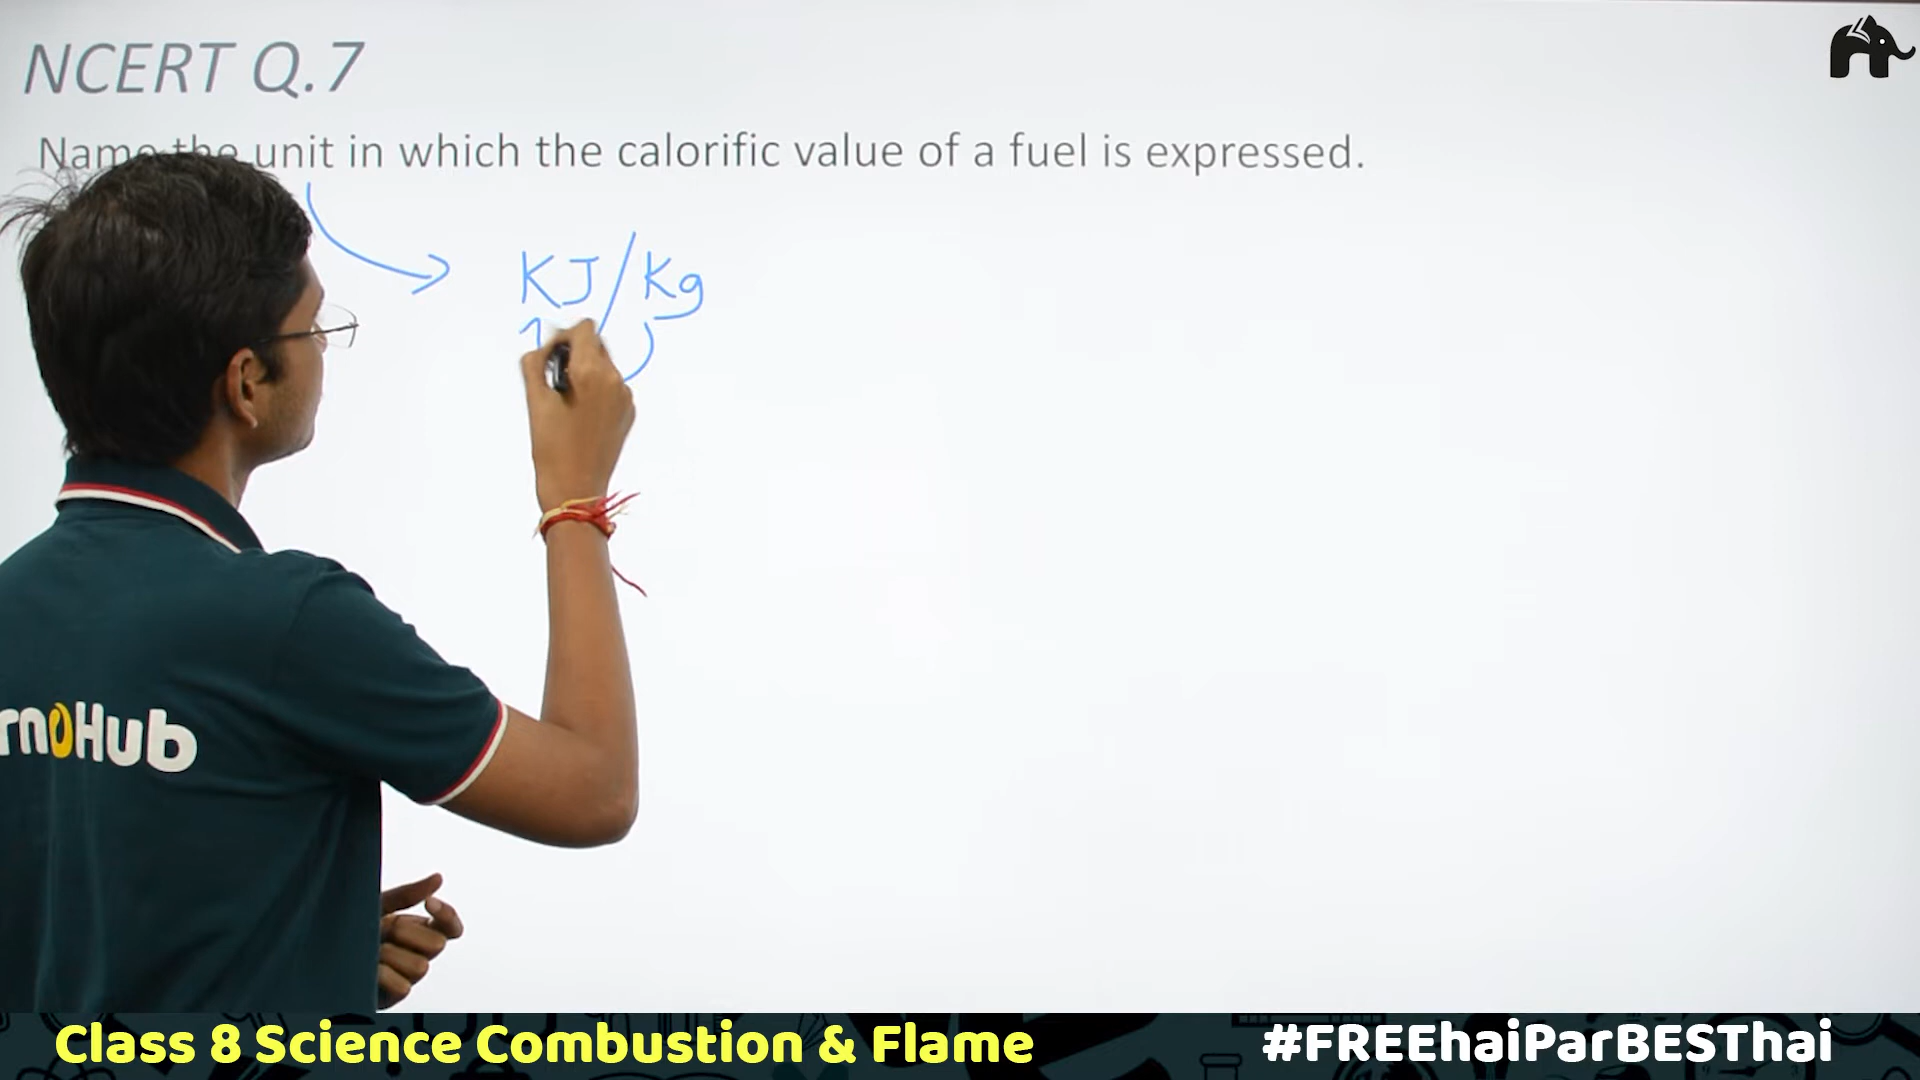 NCERT Q.7
Name the unit in which the calorific value of a fuel is expressed.
KJ/Kg
rnoHub
Class 8 Science Combustion & Flame
#FREEhaiParBESThai